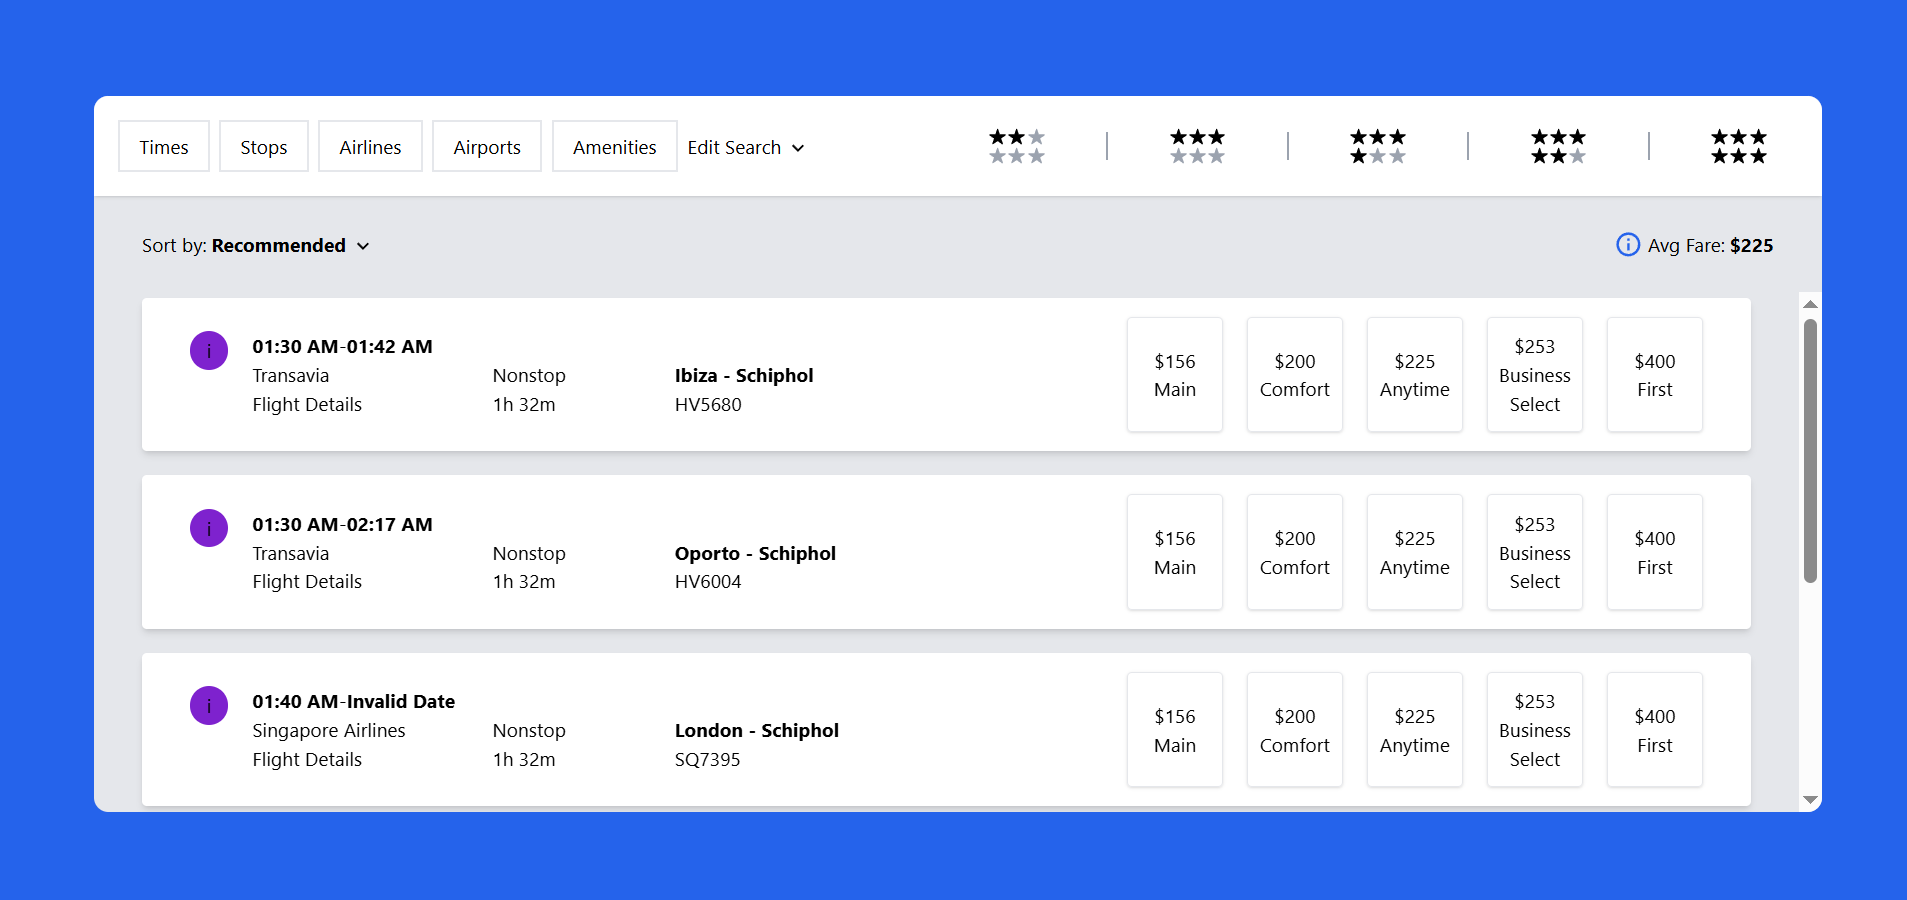 Times Stops Airlines Airports Amenities Edit Search
Sort by: Recommended
i Avg Fare: $225
i
01:30 AM-01:42 AM
Transavia
Flight Details
Nonstop
1h 32m
Ibiza - Schiphol
HV5680
$156
Main
$200
Comfort
$225
Anytime
$253
Business
Select
$400
First
i
01:30 AM-02:17 AM
Transavia
Flight Details
Nonstop
1h 32m
Oporto - Schiphol
HV6004
$156
Main
$200
Comfort
$225
Anytime
$253
Business
Select
$400
First
i
01:40 AM-Invalid Date
Singapore Airlines
Flight Details
Nonstop
1h 32m
London - Schiphol
SQ7395
$156
Main
$200
Comfort
$225
Anytime
$253
Business
Select
$400
First